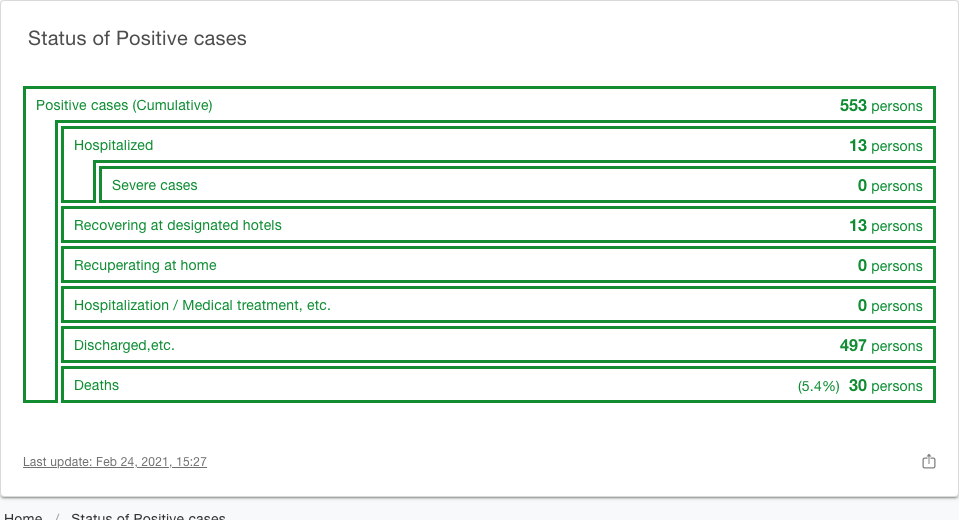 Status of Positive cases
Positive cases (Cumulative) 553 persons
Hospitalized 13 persons
Severe cases 0 persons
Recovering at designated hotels 13 persons
Recuperating at home 0 persons
Hospitalization / Medical treatment, etc. 0 persons
Discharged,etc. 497 persons
Deaths (5.4%) 30 persons
Last update: Feb 24, 2021, 15:27
Home / Status of Positive cases